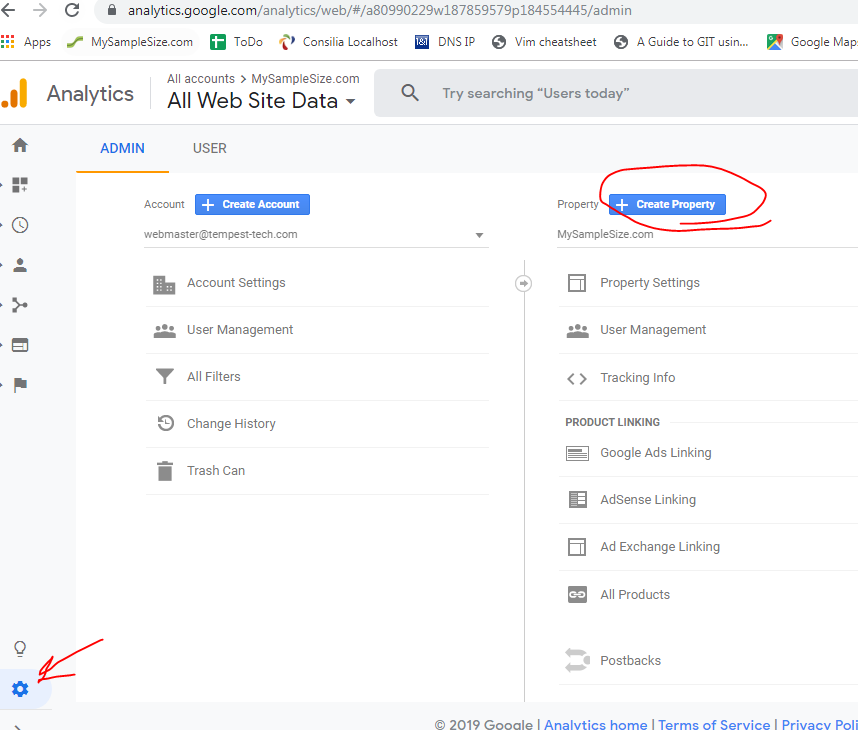 analytics.google.com/analytics/web/#/a80990229w187859579p184554445/admin
Apps MySampleSize.com ToDo Consilia Localhost DNS IP Vim cheatsheet A Guide to GIT usin... Google Maps
Analytics
All accounts > MySampleSize.com
All Web Site Data
Try searching “Users today”
ADMIN USER
Account + Create Account
Property + Create Property
webmaster@tempest-tech.com
MySampleSize.com
Account Settings
User Management
All Filters
Change History
Trash Can
Property Settings
User Management
Tracking Info
PRODUCT LINKING
Google Ads Linking
AdSense Linking
Ad Exchange Linking
All Products
Postbacks
© 2019 Google | Analytics home | Terms of Service | Privacy Poli